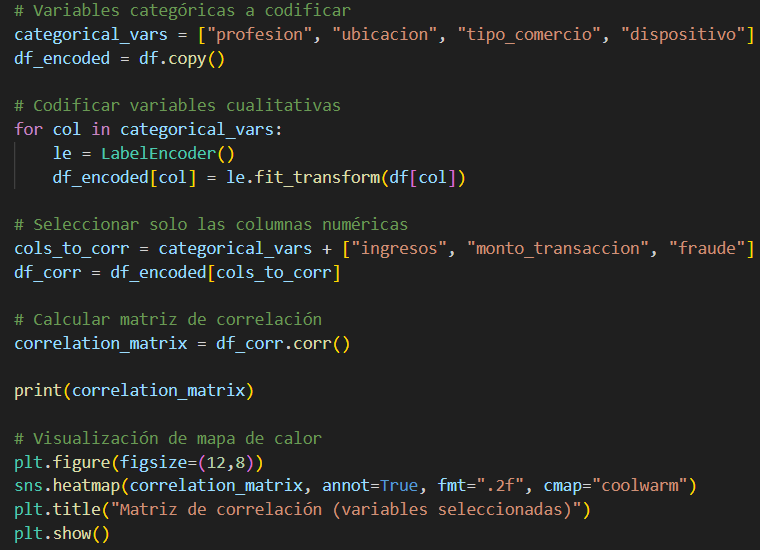 # Variables categóricas a codificar
categorical_vars = ["profesion", "ubicacion", "tipo_comercio", "dispositivo"]
df_encoded = df.copy()

# Codificar variables cualitativas
for col in categorical_vars:
    le = LabelEncoder()
    df_encoded[col] = le.fit_transform(df[col])

# Seleccionar solo las columnas numéricas
cols_to_corr = categorical_vars + ["ingresos", "monto_transaccion", "fraude"]
df_corr = df_encoded[cols_to_corr]

# Calcular matriz de correlación
correlation_matrix = df_corr.corr()

print(correlation_matrix)

# Visualización de mapa de calor
plt.figure(figsize=(12,8))
sns.heatmap(correlation_matrix, annot=True, fmt=".2f", cmap="coolwarm")
plt.title("Matriz de correlación (variables seleccionadas)")
plt.show()